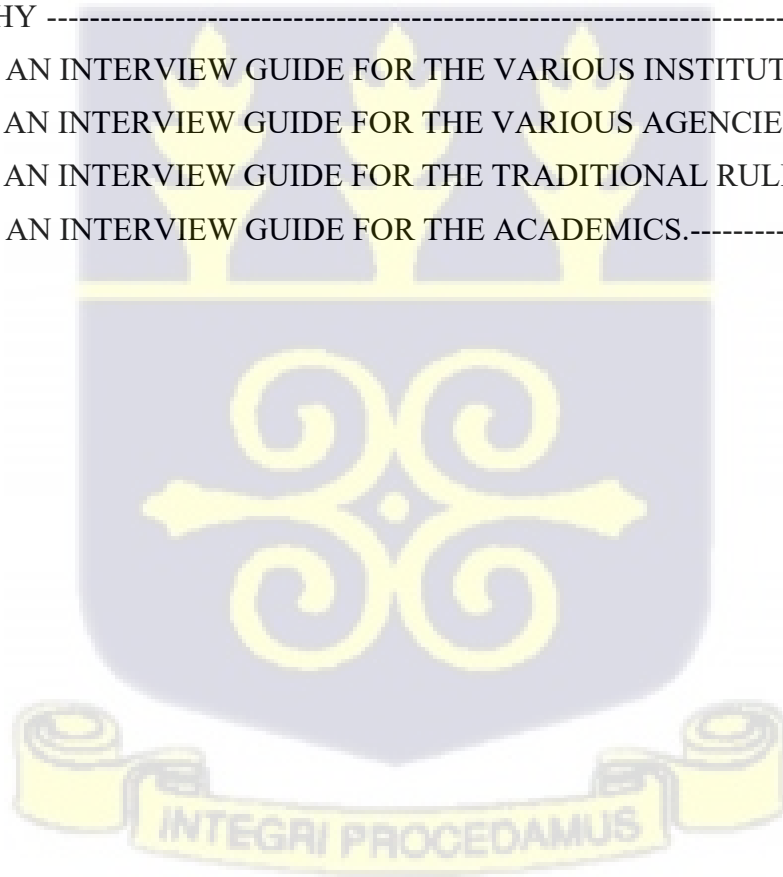 HY ------------------------------------------------------------------------
AN INTERVIEW GUIDE FOR THE VARIOUS INSTITUT
AN INTERVIEW GUIDE FOR THE VARIOUS AGENCIE
AN INTERVIEW GUIDE FOR THE TRADITIONAL RUL
AN INTERVIEW GUIDE FOR THE ACADEMICS.---------
INTEGRI PROCEDAMUS